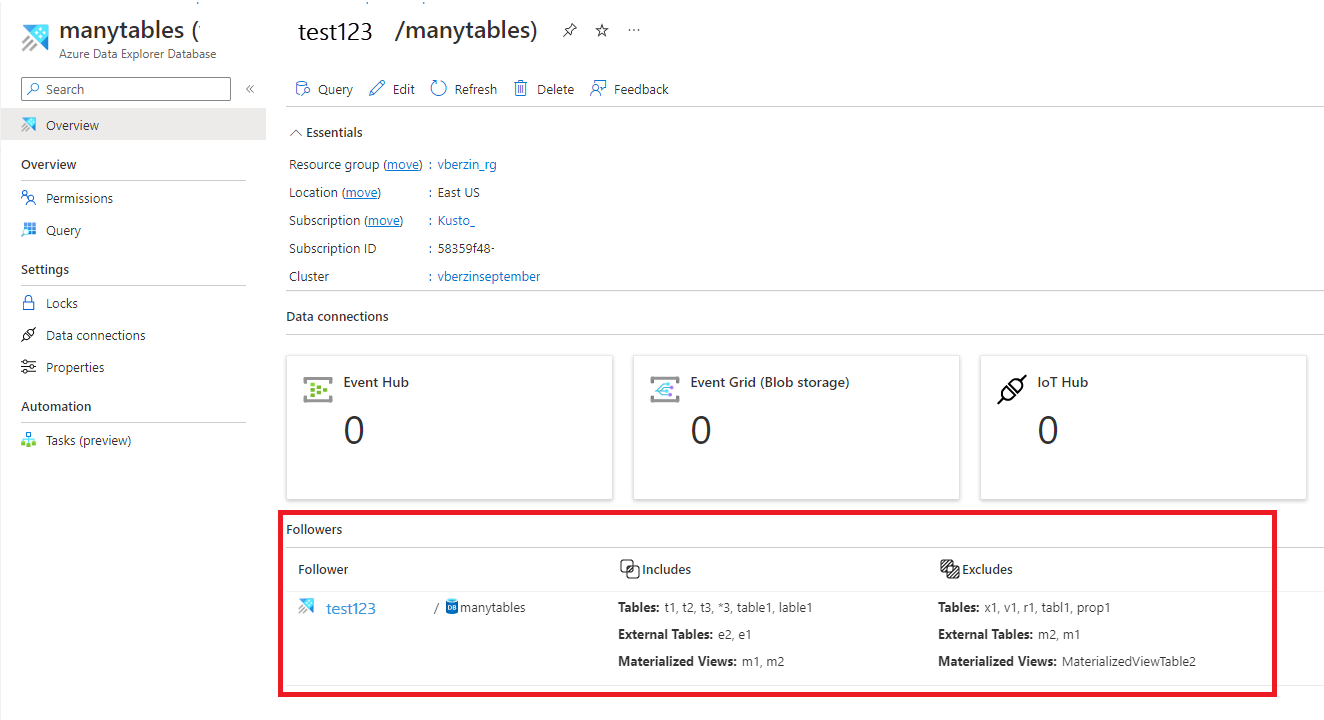 manytables (
Azure Data Explorer Database
test123 /manytables)
Search
«
Query Edit Refresh Delete Feedback
Overview
Overview
Permissions
Query
Settings
Locks
Data connections
Properties
Automation
Tasks (preview)
Essentials
Resource group (move) : vberzin_rg
Location (move) : East US
Subscription (move) : Kusto_
Subscription ID : 58359f48-
Cluster : vberzinseptember
Data connections
Event Hub
0
Event Grid (Blob storage)
0
IoT Hub
0
Followers
Follower Includes Excludes
test123 / DB manytables
Tables: t1, t2, t3, *3, table1, lable1
External Tables: e2, e1
Materialized Views: m1, m2
Tables: x1, v1, r1, tabl1, prop1
External Tables: m2, m1
Materialized Views: MaterializedViewTable2